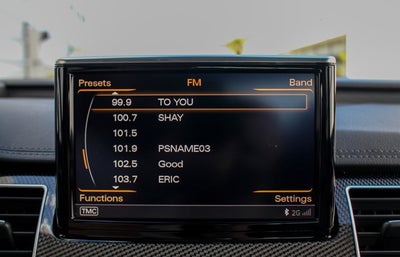 Presets FM Band
99.9 TO YOU
100.7 SHAY
101.5
101.9 PSNAME03
102.5 Good
103.7 ERIC
Functions Settings
TMC 2G